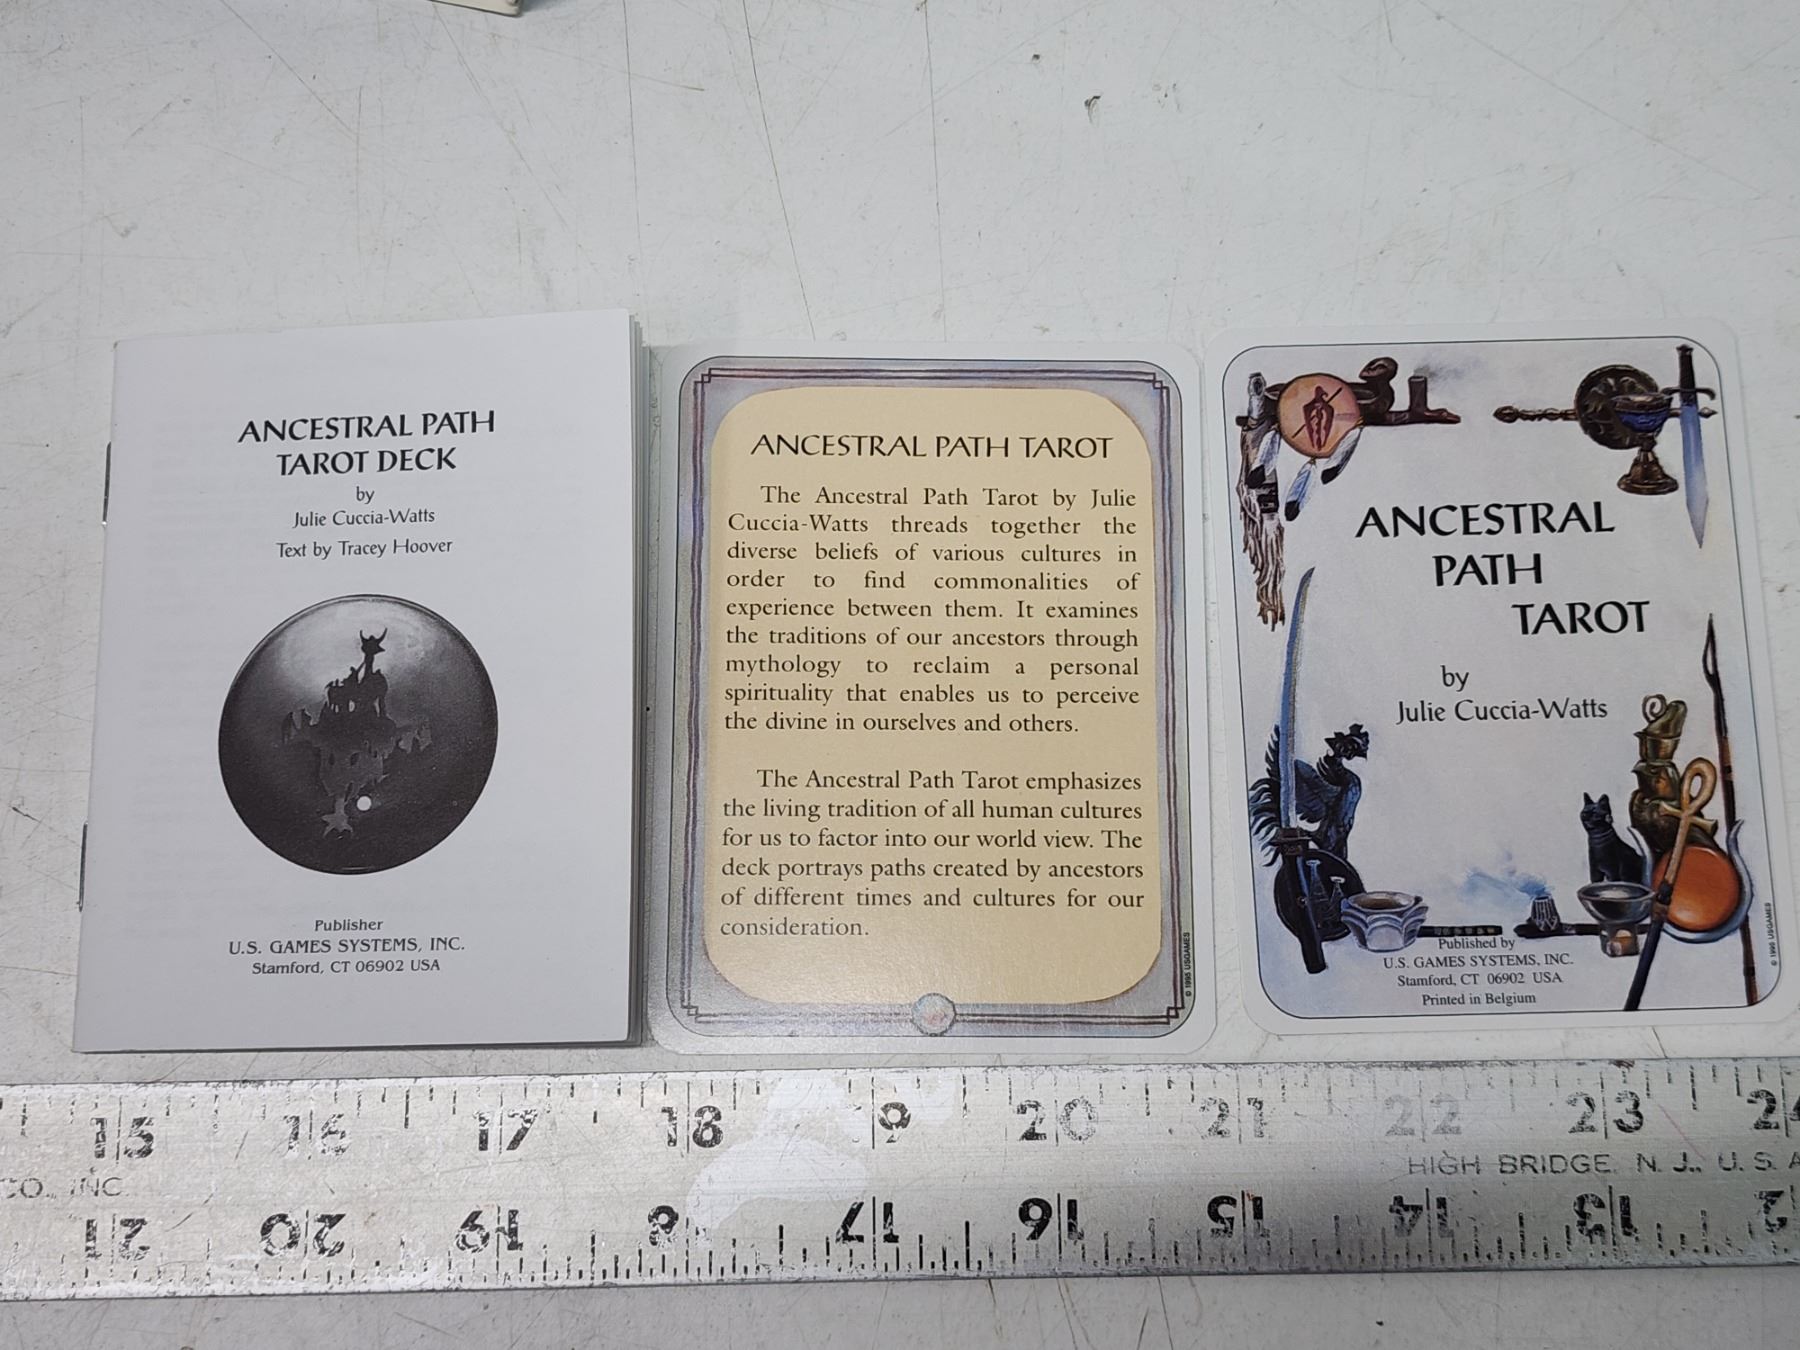 ANCESTRAL PATH
TAROT DECK
by
Julie Cuccia-Watts
Text by Tracey Hoover
Publisher
U.S. GAMES SYSTEMS, INC.
Stamford, CT 06902 USA
ANCESTRAL PATH TAROT
The Ancestral Path Tarot by Julie
Cuccia-Watts threads together the
diverse beliefs of various cultures in
order to find commonalities of
experience between them. It examines
the traditions of our ancestors through
mythology to reclaim a personal
spirituality that enables us to perceive
the divine in ourselves and others.
The Ancestral Path Tarot emphasizes
the living tradition of all human cultures
for us to factor into our world view. The
deck portrays paths created by ancestors
of different times and cultures for our
consideration.
© 1995 USGAMES
ANCESTRAL
PATH
TAROT
by
Julie Cuccia-Watts
Published by
U.S. GAMES SYSTEMS, INC.
Stamford, CT 06902 USA
Printed in Belgium
© 1995 USGAMES
15 16 17 18 19 20 21 22 23 24
CO., INC. HIGH BRIDGE, N. J., U. S. A
21 20 19 18 17 16 15 14 13